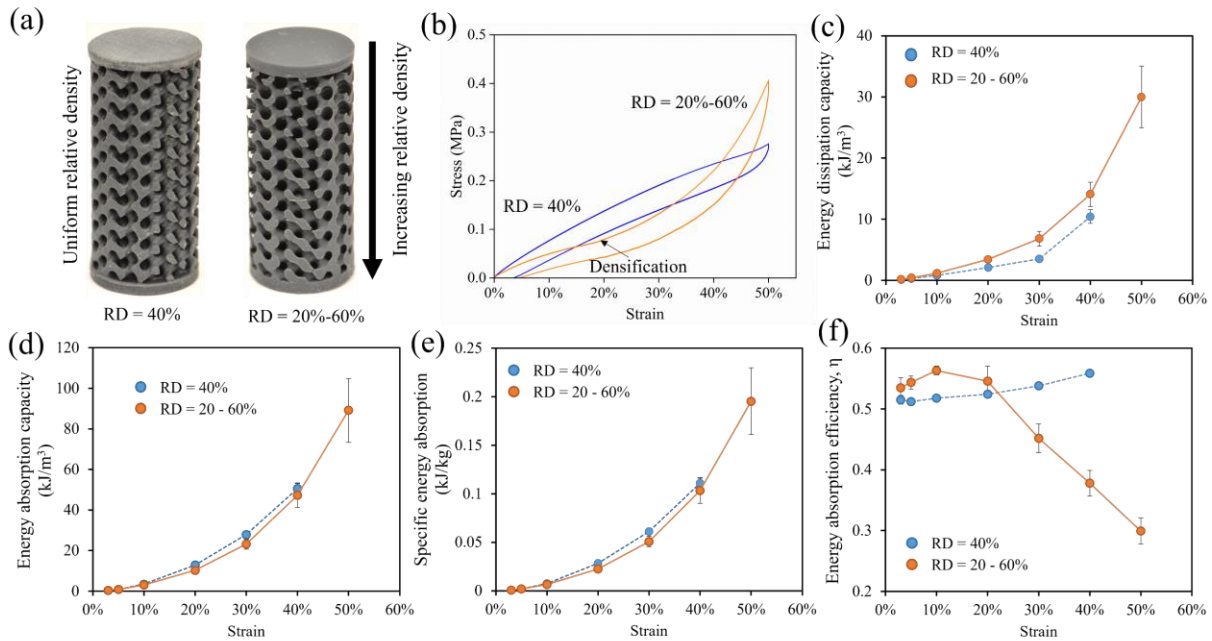 (a)
Uniform relative density
RD = 40%
RD = 20%-60%
Increasing relative density
(b)
Stress (MPa)
0.4
0.3
0.2
0.1
0.0
RD = 20%-60%
RD = 40%
Densification
0% 10% 20% 30% 40% 50%
Strain
(c)
Energy dissipation capacity
(kJ/m³)
40
30
20
10
0
RD = 40%
RD = 20 - 60%
0% 10% 20% 30% 40% 50% 60%
Strain
(d)
Energy absorption capacity
(kJ/m³)
120
100
80
60
40
20
0
RD = 40%
RD = 20 - 60%
0% 10% 20% 30% 40% 50% 60%
Strain
(e)
Specific energy absorption
(kJ/kg)
0.25
0.2
0.15
0.1
0.05
0
RD = 40%
RD = 20 - 60%
0% 10% 20% 30% 40% 50% 60%
Strain
(f)
Energy absorption efficiency, η
0.6
0.5
0.4
0.3
0.2
RD = 40%
RD = 20 - 60%
0% 10% 20% 30% 40% 50% 60%
Strain